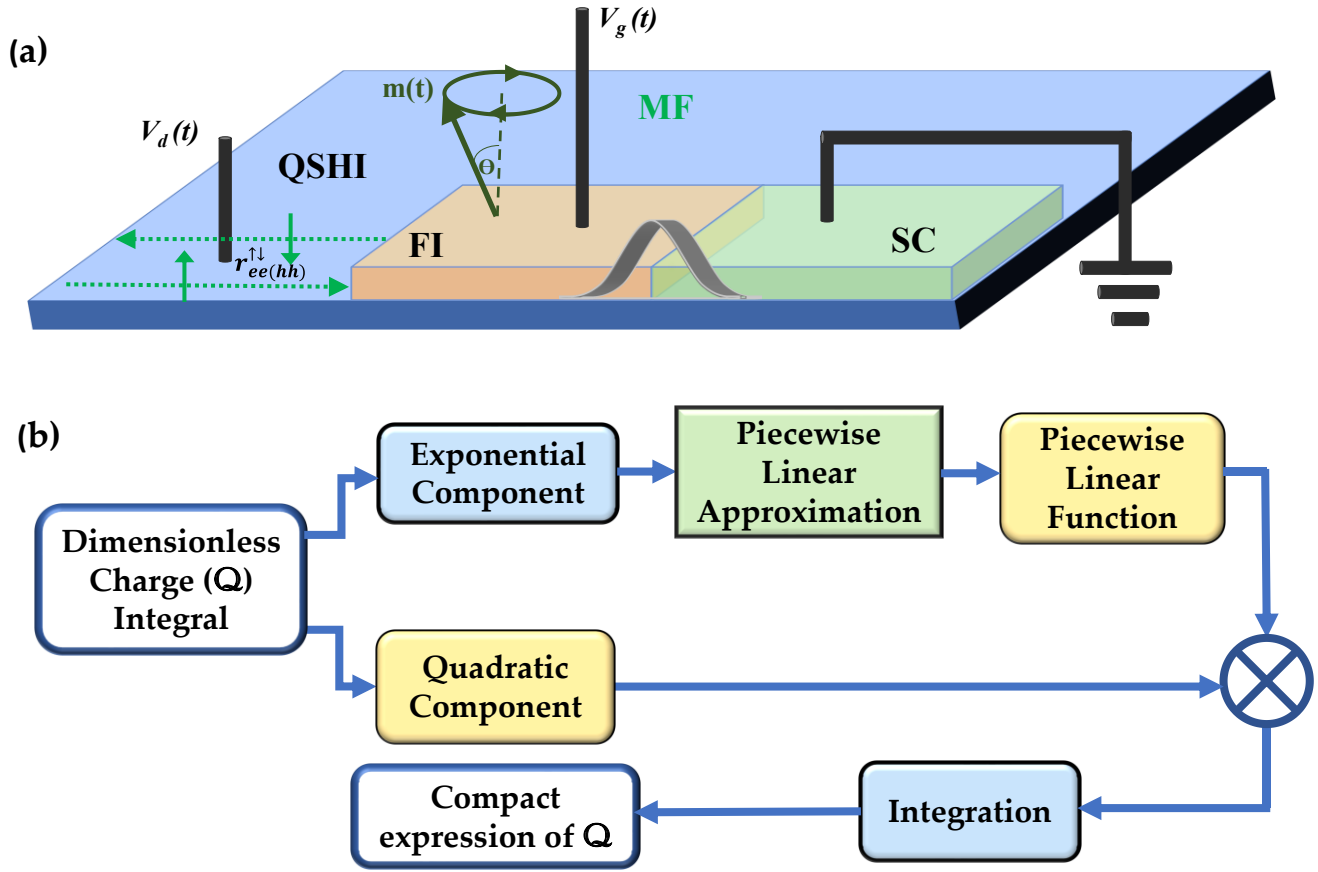 (a)
V_g(t)
m(t)
MF
V_d(t)
QSHI
Θ
FI
SC
r^↑↓_ee(hh)
(b)
Exponential
Component
Piecewise
Linear
Approximation
Piecewise
Linear
Function
Dimensionless
Charge (ℚ)
Integral
Quadratic
Component
Compact
expression of ℚ
Integration